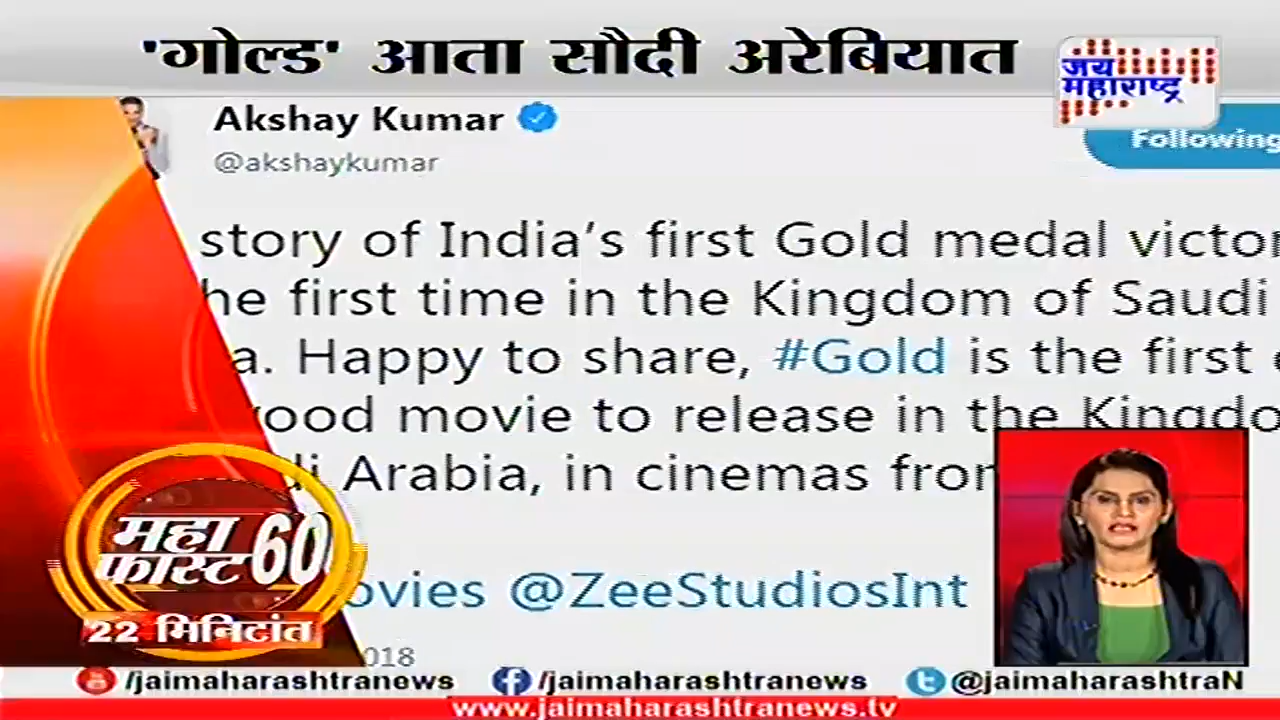 'गोल्ड' आता सौदी अरेबियात
जय
महाराष्ट्र
Akshay Kumar
@akshaykumar
Following
story of India's first Gold medal victor
he first time in the Kingdom of Saudi
a. Happy to share, #Gold is the first
wood movie to release in the Kingdo
di Arabia, in cinemas fro
ovies @ZeeStudiosInt
018
महा
फास्ट 60
22 मिनिटांत
/jaimaharashtranews /jaimaharashtranews @jaimaharashtraN
www.jaimaharashtranews.tv